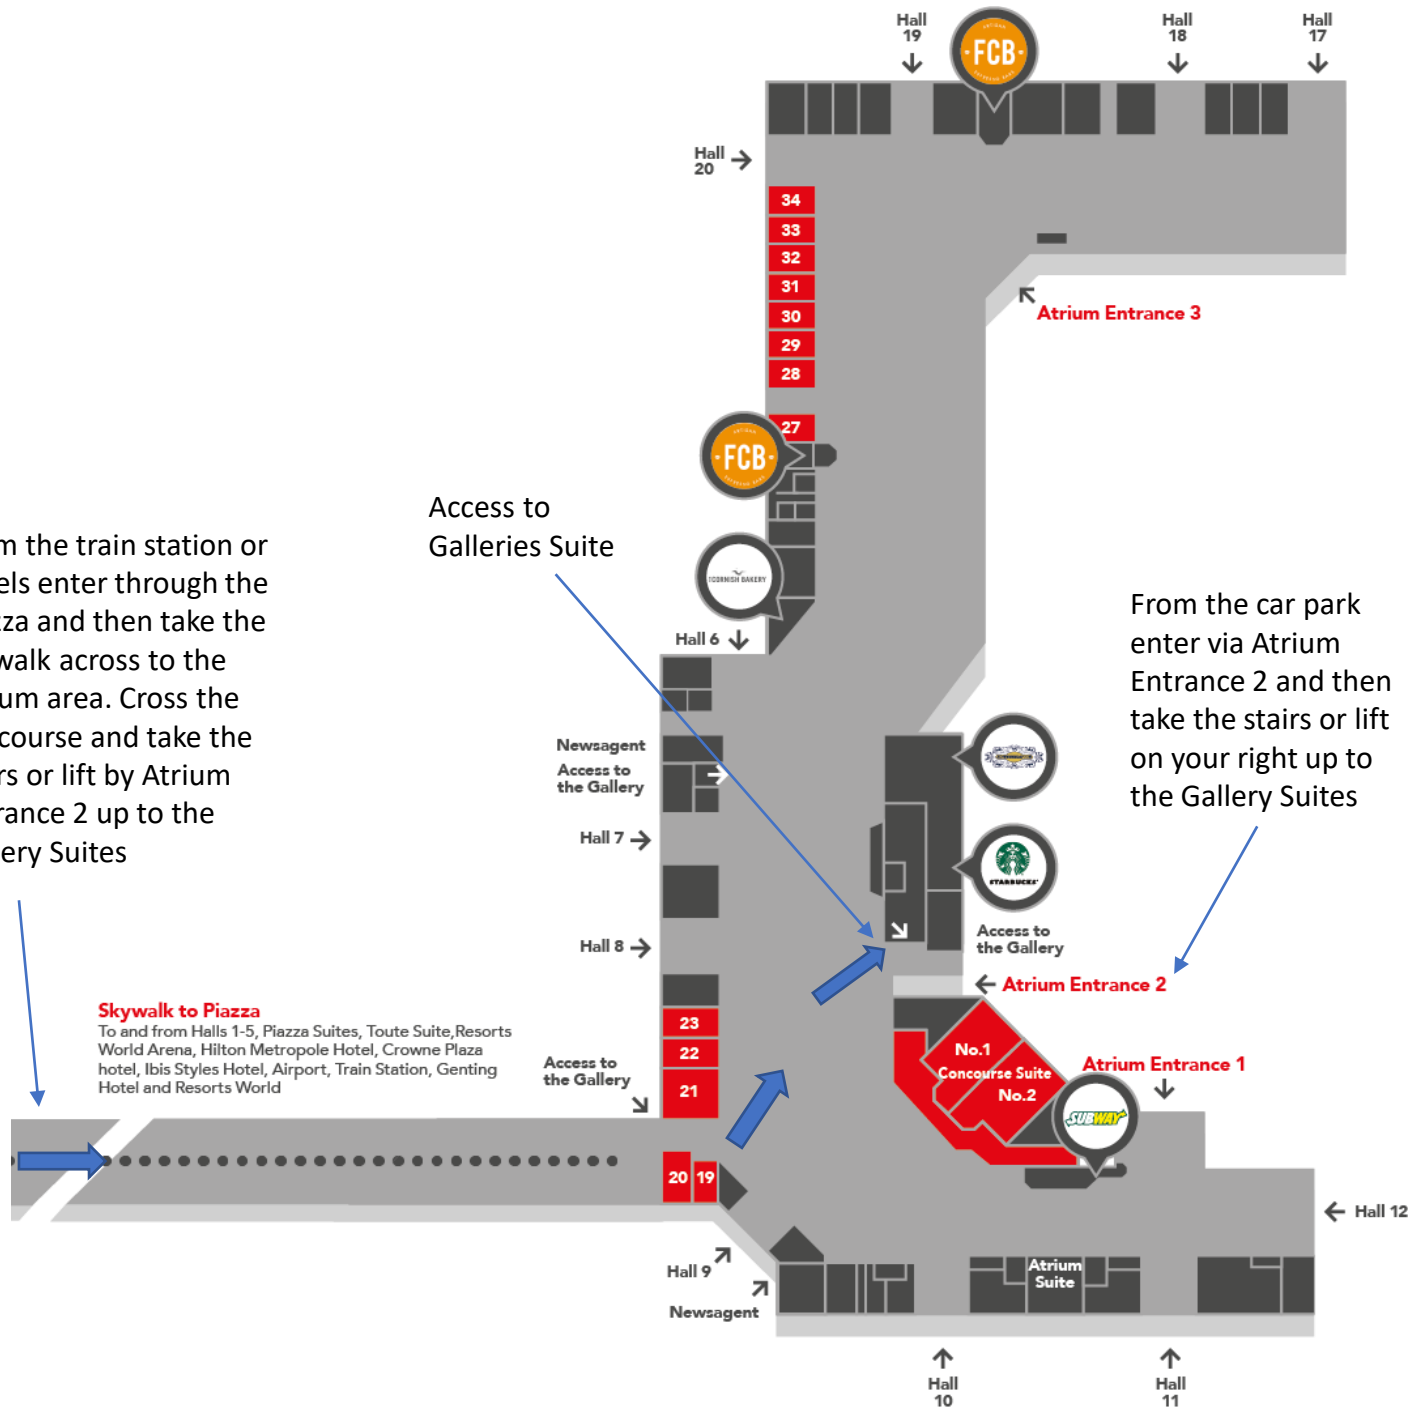 Hall
19
FCB
Hall
18
Hall
17
Hall
20
34
33
32
31
30
29
28
Atrium Entrance 3
27
FCB
CORNISH BAKERY
Access to
Galleries Suite
m the train station or
els enter through the
zza and then take the
walk across to the
um area. Cross the
course and take the
rs or lift by Atrium
rance 2 up to the
ery Suites
From the car park
enter via Atrium
Entrance 2 and then
take the stairs or lift
on your right up to
the Gallery Suites
Hall 6
Newsagent
Access to
the Gallery
Hall 7
STARBUCKS
Hall 8
Access to
the Gallery
Atrium Entrance 2
Skywalk to Piazza
To and from Halls 1-5, Piazza Suites, Toute Suite,Resorts
World Arena, Hilton Metropole Hotel, Crowne Plaza
hotel, Ibis Styles Hotel, Airport, Train Station, Genting
Hotel and Resorts World
23
22
21
Access to
the Gallery
No.1
Concourse Suite
No.2
Atrium Entrance 1
SUBWAY
20
19
Hall 12
Hall 9
Newsagent
Atrium
Suite
Hall
10
Hall
11